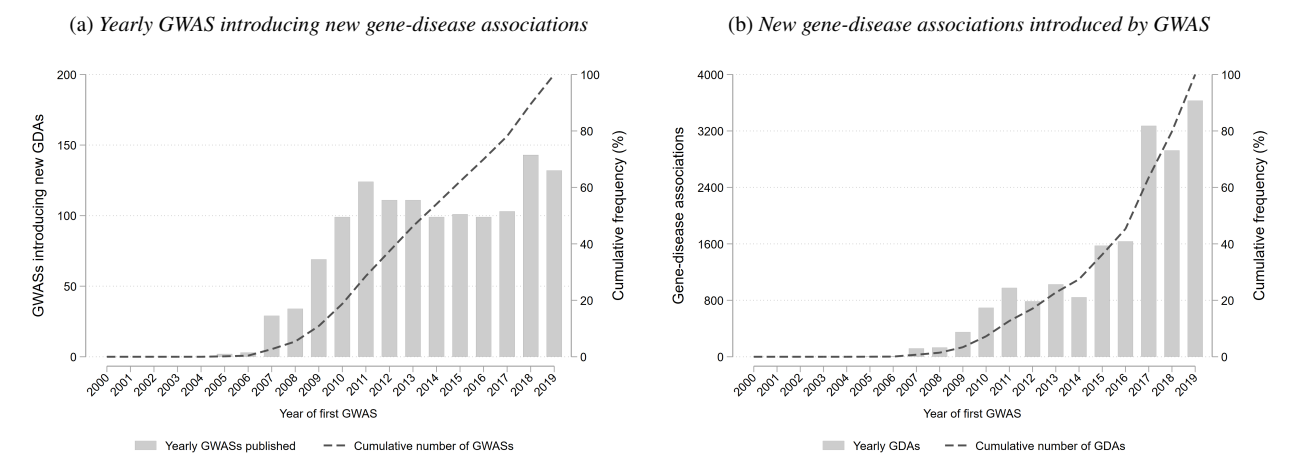 (a) Yearly GWAS introducing new gene-disease associations
200
150
100
50
0
GWASs introducing new GDAs
100
80
60
40
20
0
Cumulative frequency (%)
2000 2001 2002 2003 2004 2005 2006 2007 2008 2009 2010 2011 2012 2013 2014 2015 2016 2017 2018 2019
Year of first GWAS
Yearly GWASs published Cumulative number of GWASs
(b) New gene-disease associations introduced by GWAS
4000
3200
2400
1600
800
0
Gene-disease associations
100
80
60
40
20
0
Cumulative frequency (%)
2000 2001 2002 2003 2004 2005 2006 2007 2008 2009 2010 2011 2012 2013 2014 2015 2016 2017 2018 2019
Year of first GWAS
Yearly GDAs Cumulative number of GDAs